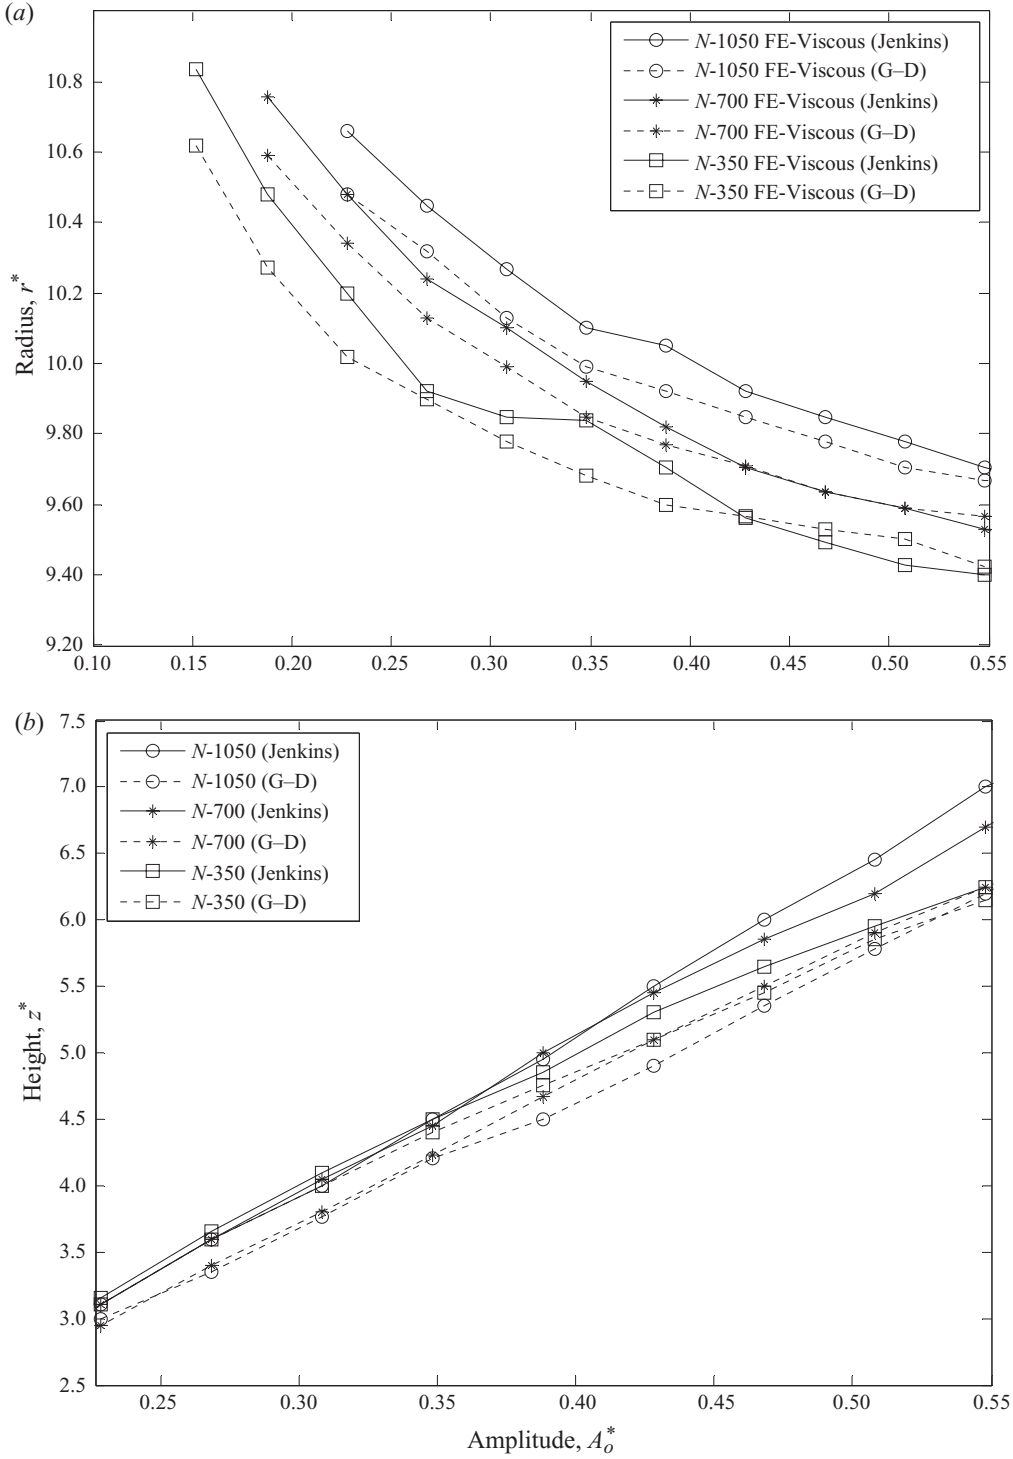 (a)
10.8
10.6
10.4
10.2
10.0
9.80
9.60
9.40
9.20
Radius, r*
N-1050 FE-Viscous (Jenkins)
N-1050 FE-Viscous (G–D)
N-700 FE-Viscous (Jenkins)
N-700 FE-Viscous (G–D)
N-350 FE-Viscous (Jenkins)
N-350 FE-Viscous (G–D)
0.10 0.15 0.20 0.25 0.30 0.35 0.40 0.45 0.50 0.55
(b)
7.5
7.0
6.5
6.0
5.5
5.0
4.5
4.0
3.5
3.0
2.5
Height, z*
N-1050 (Jenkins)
N-1050 (G–D)
N-700 (Jenkins)
N-700 (G–D)
N-350 (Jenkins)
N-350 (G–D)
0.25 0.30 0.35 0.40 0.45 0.50 0.55
Amplitude, A*o